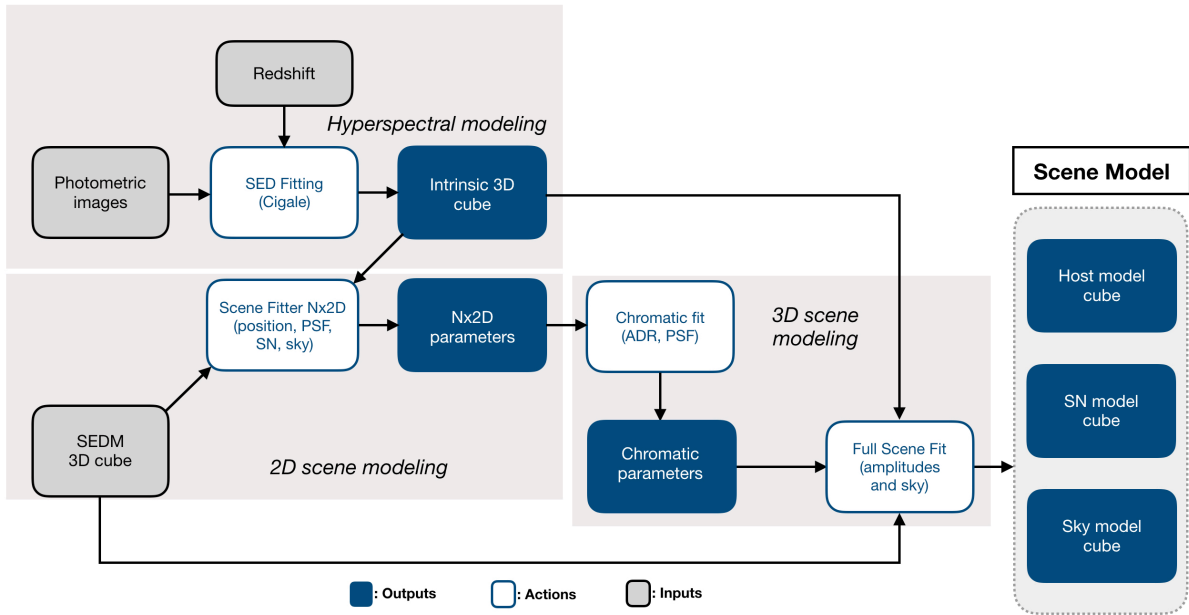 Redshift
Hyperspectral modeling
Photometric
images
SED Fitting
(Cigale)
Intrinsic 3D
cube
Scene Model
Host model
cube
SN model
cube
Sky model
cube
Scene Fitter Nx2D
(position, PSF,
SN, sky)
Nx2D
parameters
Chromatic fit
(ADR, PSF)
3D scene
modeling
SEDM
3D cube
2D scene modeling
Chromatic
parameters
Full Scene Fit
(amplitudes
and sky)
: Outputs
: Actions
: Inputs